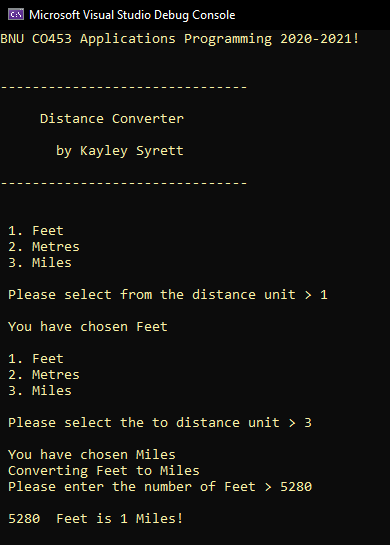 Microsoft Visual Studio Debug Console
BNU CO453 Applications Programming 2020-2021!
-------------------------------
Distance Converter
by Kayley Syrett
-------------------------------
1. Feet
2. Metres
3. Miles
Please select from the distance unit > 1
You have chosen Feet
1. Feet
2. Metres
3. Miles
Please select the to distance unit > 3
You have chosen Miles
Converting Feet to Miles
Please enter the number of Feet > 5280
5280  Feet is 1 Miles!